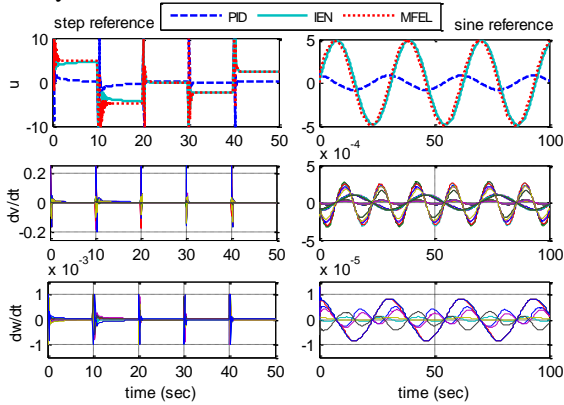 step reference
PID IEN MFEL
sine reference
10
0
-10
u
0 10 20 30 40 50
5
0
-5
0 50 100
0.2
0
-0.2
dv/dt
0 10 20 30 40 50
x 10^-4
5
0
-5
0 50 100
x 10^-3
1
0
-1
dw/dt
0 10 20 30 40 50
time (sec)
x 10^-5
1
0
-1
0 50 100
time (sec)